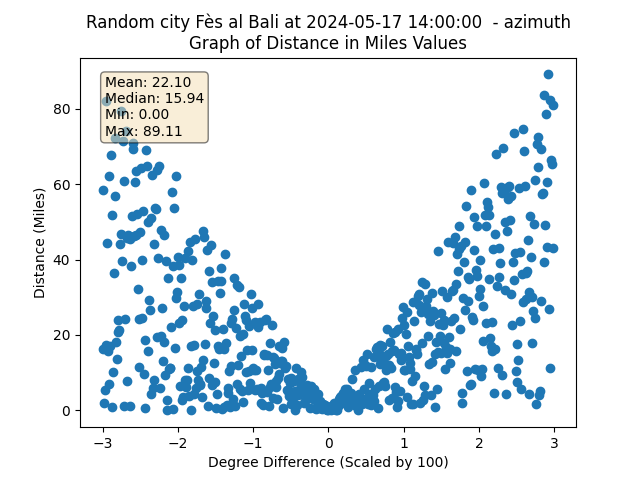 Random city Fès al Bali at 2024-05-17 14:00:00  - azimuth
Graph of Distance in Miles Values
Mean: 22.10
Median: 15.94
Min: 0.00
Max: 89.11
80
60
40
20
0
Distance (Miles)
−3 −2 −1 0 1 2 3
Degree Difference (Scaled by 100)